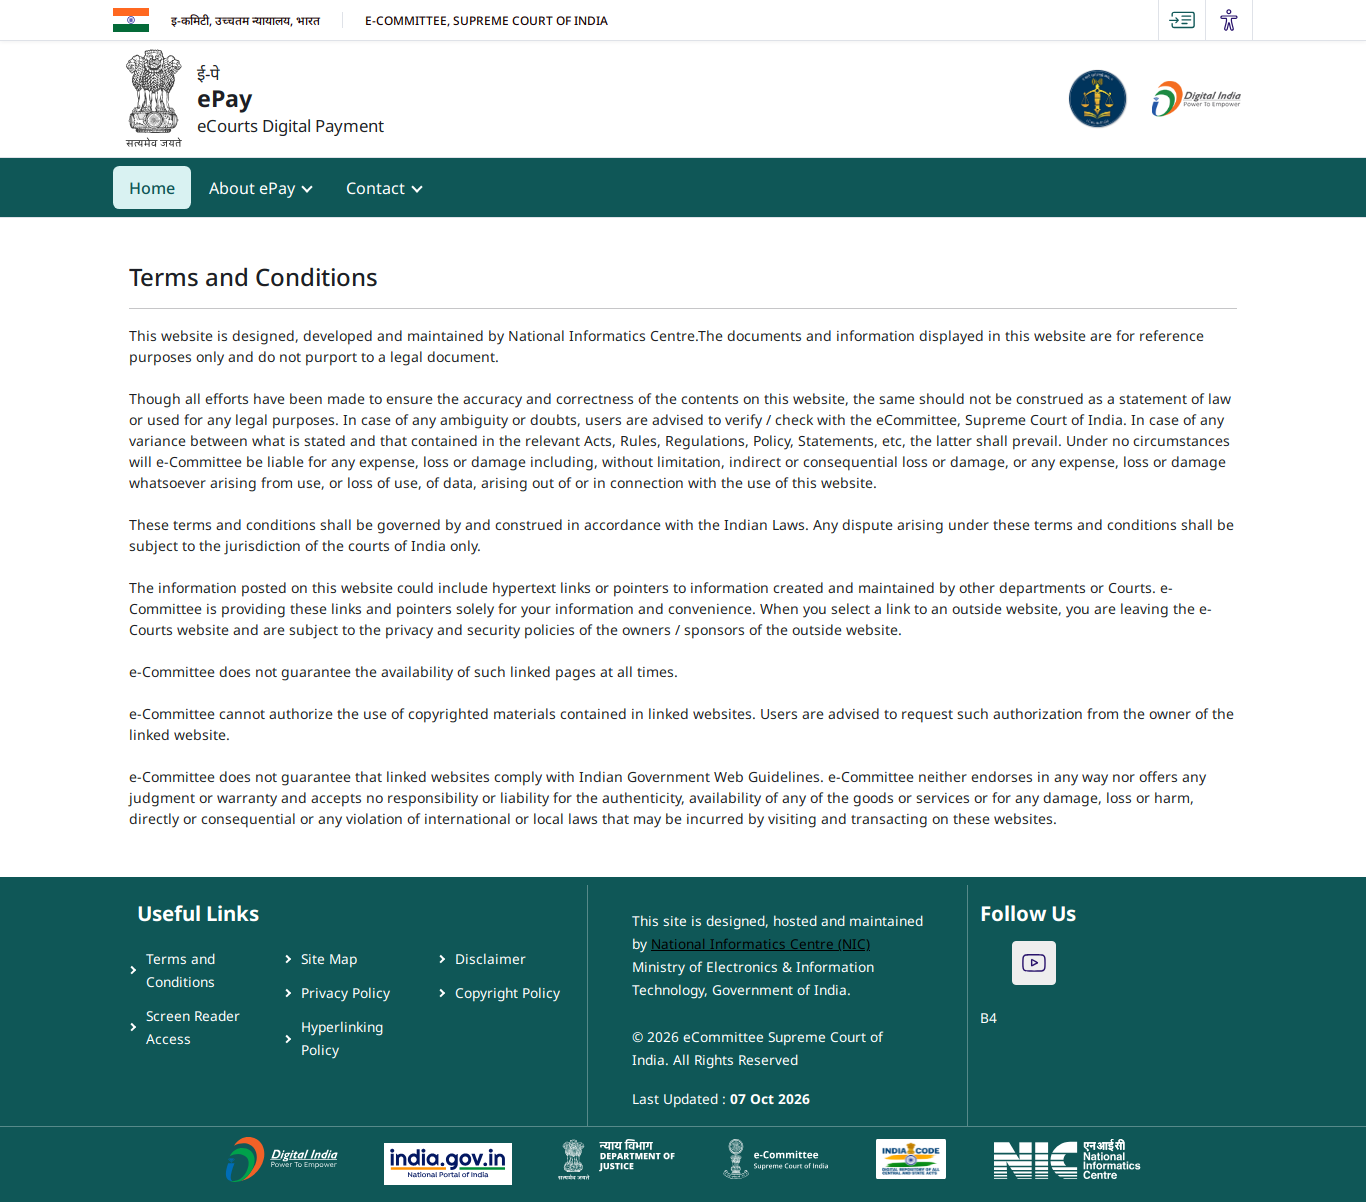 इ-कमिटी, उच्चतम न्यायालय, भारत
E-COMMITTEE, SUPREME COURT OF INDIA
सत्यमेव जयते
ई-पे
ePay
eCourts Digital Payment
Digital India
Power To Empower
Home
About ePay
Contact
Terms and Conditions
This website is designed, developed and maintained by National Informatics Centre.The documents and information displayed in this website are for reference
purposes only and do not purport to a legal document.
Though all efforts have been made to ensure the accuracy and correctness of the contents on this website, the same should not be construed as a statement of law
or used for any legal purposes. In case of any ambiguity or doubts, users are advised to verify / check with the eCommittee, Supreme Court of India. In case of any
variance between what is stated and that contained in the relevant Acts, Rules, Regulations, Policy, Statements, etc, the latter shall prevail. Under no circumstances
will e-Committee be liable for any expense, loss or damage including, without limitation, indirect or consequential loss or damage, or any expense, loss or damage
whatsoever arising from use, or loss of use, of data, arising out of or in connection with the use of this website.
These terms and conditions shall be governed by and construed in accordance with the Indian Laws. Any dispute arising under these terms and conditions shall be
subject to the jurisdiction of the courts of India only.
The information posted on this website could include hypertext links or pointers to information created and maintained by other departments or Courts. e-
Committee is providing these links and pointers solely for your information and convenience. When you select a link to an outside website, you are leaving the e-
Courts website and are subject to the privacy and security policies of the owners / sponsors of the outside website.
e-Committee does not guarantee the availability of such linked pages at all times.
e-Committee cannot authorize the use of copyrighted materials contained in linked websites. Users are advised to request such authorization from the owner of the
linked website.
e-Committee does not guarantee that linked websites comply with Indian Government Web Guidelines. e-Committee neither endorses in any way nor offers any
judgment or warranty and accepts no responsibility or liability for the authenticity, availability of any of the goods or services or for any damage, loss or harm,
directly or consequential or any violation of international or local laws that may be incurred by visiting and transacting on these websites.
Useful Links
Terms and
Conditions
Screen Reader
Access
Site Map
Privacy Policy
Hyperlinking
Policy
Disclaimer
Copyright Policy
This site is designed, hosted and maintained
by National Informatics Centre (NIC)
Ministry of Electronics & Information
Technology, Government of India.
© 2026 eCommittee Supreme Court of
India. All Rights Reserved
Last Updated : 07 Oct 2026
Follow Us
B4
Digital India
Power To Empower
india.gov.in
National Portal of India
सत्यमेव जयते
न्याय विभाग
DEPARTMENT OF
JUSTICE
e-Committee
Supreme Court of India
INDIA CODE
DIGITAL REPOSITORY OF ALL
CENTRAL AND STATE ACTS
NIC
एनआईसी
National
Informatics
Centre